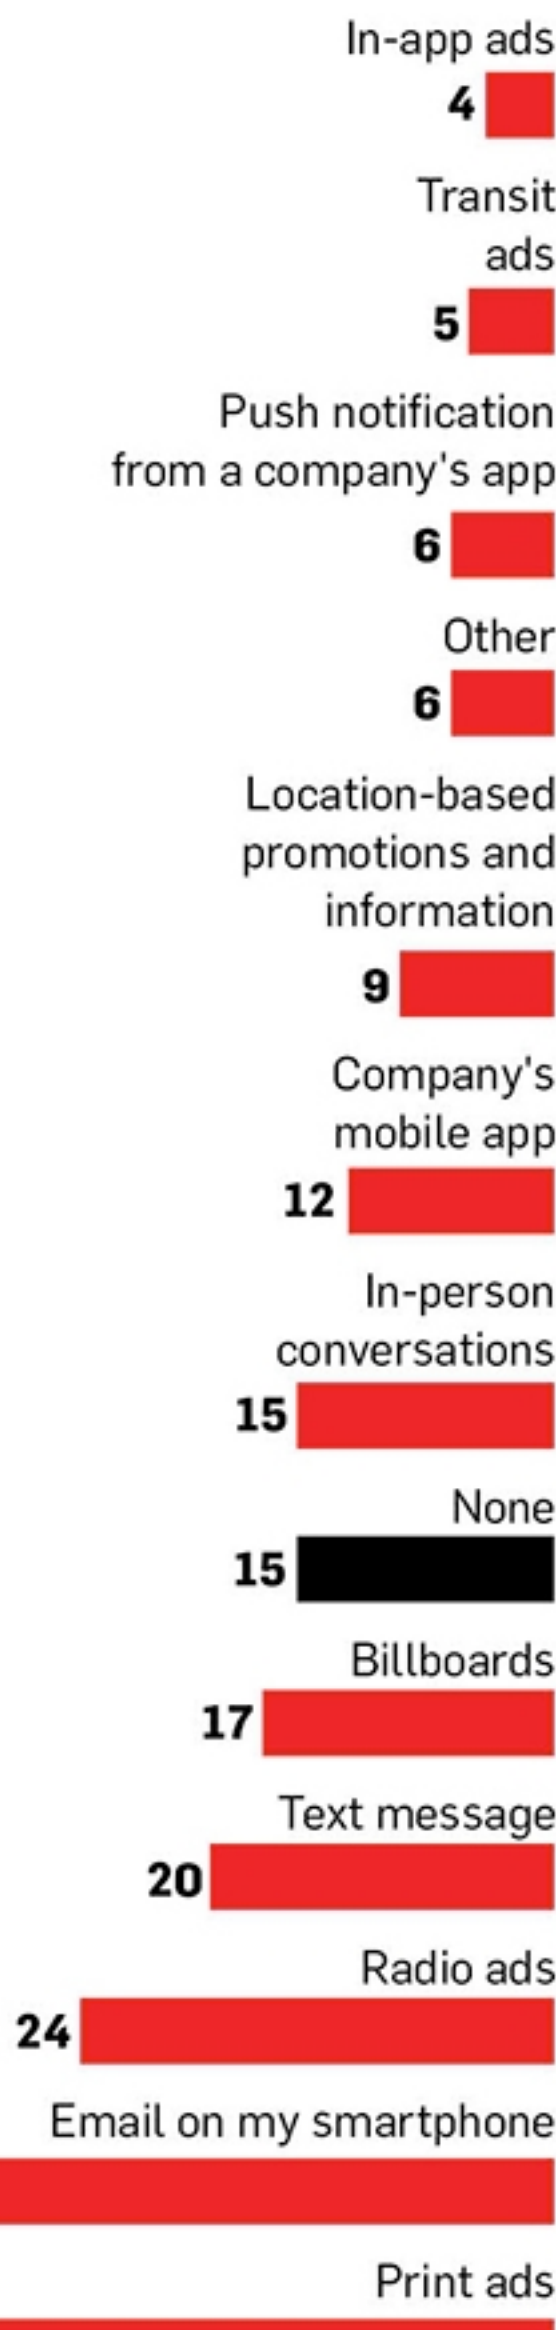 In-app ads
4
Transit
ads
5
Push notification
from a company's app
6
Other
6
Location-based
promotions and
information
9
Company's
mobile app
12
In-person
conversations
15
None
15
Billboards
17
Text message
20
Radio ads
24
Email on my smartphone
Print ads